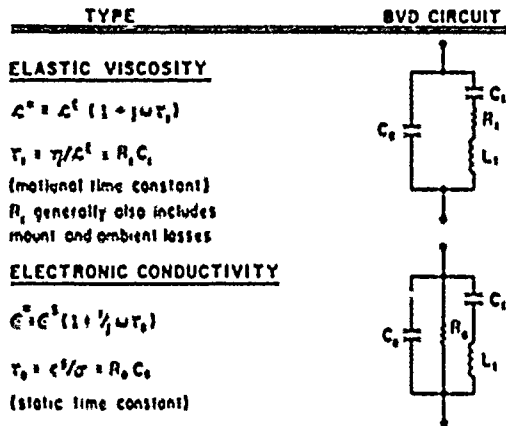 TYPE BVD CIRCUIT
ELASTIC VISCOSITY
c* = c^E (1 + jωτ₁)
τ₁ = η/c^E = R₁C₁
(motional time constant)
R₁ generally also includes
mount and ambient losses
C₀ C₁ R₁ L₁
ELECTRONIC CONDUCTIVITY
ϵ* = ϵ^S (1 + 1/jωτ₀)
τ₀ = ϵ^S/σ = R₀C₀
(static time constant)
C₀ R₀ C₁ L₁